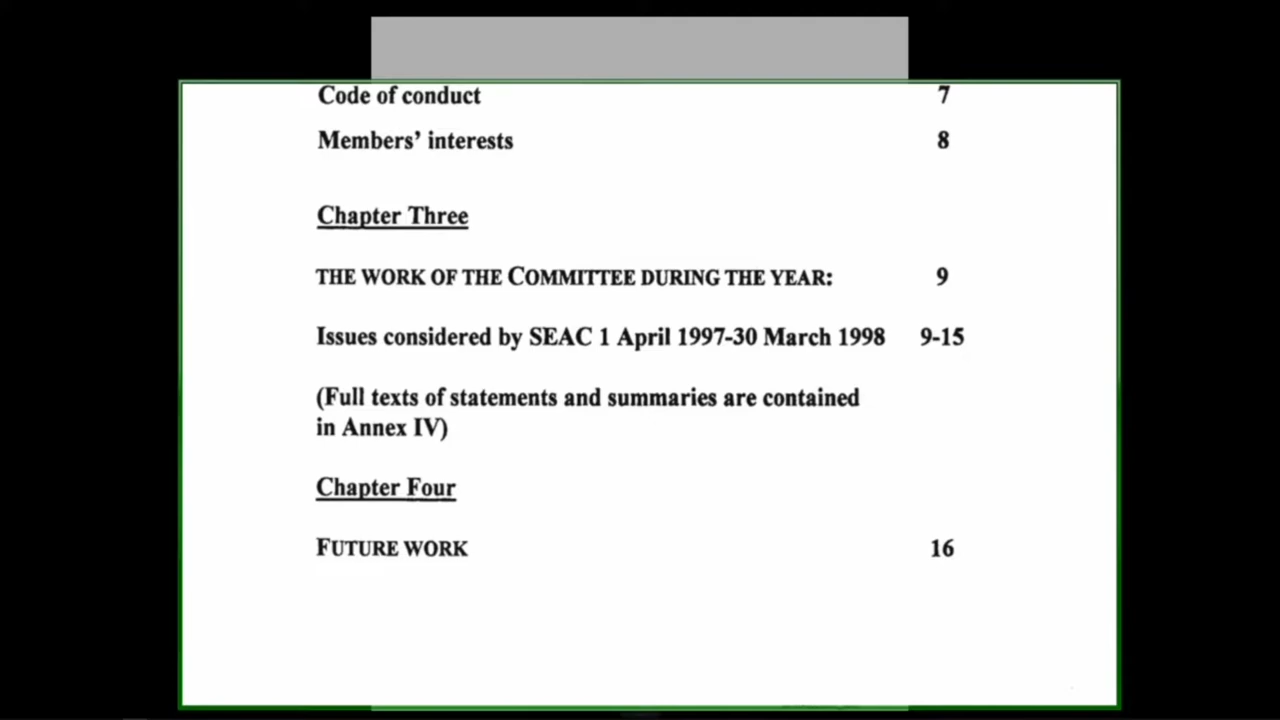 Code of conduct 7
Members' interests 8
Chapter Three
THE WORK OF THE COMMITTEE DURING THE YEAR: 9
Issues considered by SEAC 1 April 1997-30 March 1998 9-15
(Full texts of statements and summaries are contained
in Annex IV)
Chapter Four
FUTURE WORK 16